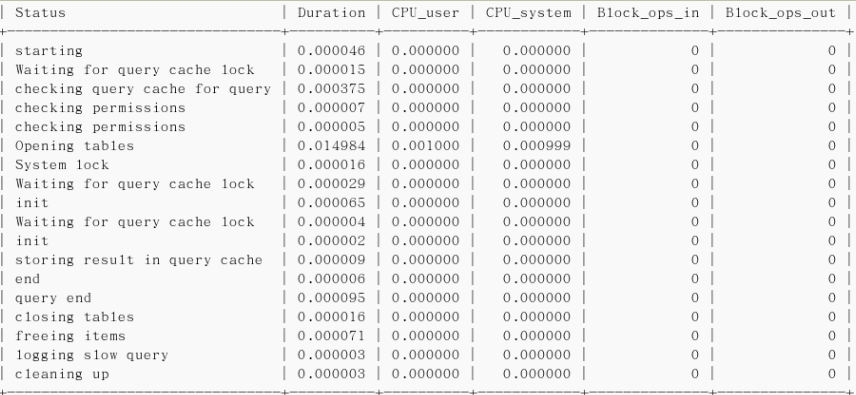 | Status | Duration | CPU_user | CPU_system | Block_ops_in | Block_ops_out |
| starting | 0.000046 | 0.000000 | 0.000000 | 0 | 0 |
| Waiting for query cache lock | 0.000015 | 0.000000 | 0.000000 | 0 | 0 |
| checking query cache for query | 0.000375 | 0.000000 | 0.000000 | 0 | 0 |
| checking permissions | 0.000007 | 0.000000 | 0.000000 | 0 | 0 |
| checking permissions | 0.000005 | 0.000000 | 0.000000 | 0 | 0 |
| Opening tables | 0.014984 | 0.001000 | 0.000999 | 0 | 0 |
| System lock | 0.000016 | 0.000000 | 0.000000 | 0 | 0 |
| Waiting for query cache lock | 0.000029 | 0.000000 | 0.000000 | 0 | 0 |
| init | 0.000065 | 0.000000 | 0.000000 | 0 | 0 |
| Waiting for query cache lock | 0.000004 | 0.000000 | 0.000000 | 0 | 0 |
| init | 0.000002 | 0.000000 | 0.000000 | 0 | 0 |
| storing result in query cache | 0.000009 | 0.000000 | 0.000000 | 0 | 0 |
| end | 0.000006 | 0.000000 | 0.000000 | 0 | 0 |
| query end | 0.000095 | 0.000000 | 0.000000 | 0 | 0 |
| closing tables | 0.000016 | 0.000000 | 0.000000 | 0 | 0 |
| freeing items | 0.000071 | 0.000000 | 0.000000 | 0 | 0 |
| logging slow query | 0.000003 | 0.000000 | 0.000000 | 0 | 0 |
| cleaning up | 0.000003 | 0.000000 | 0.000000 | 0 | 0 |